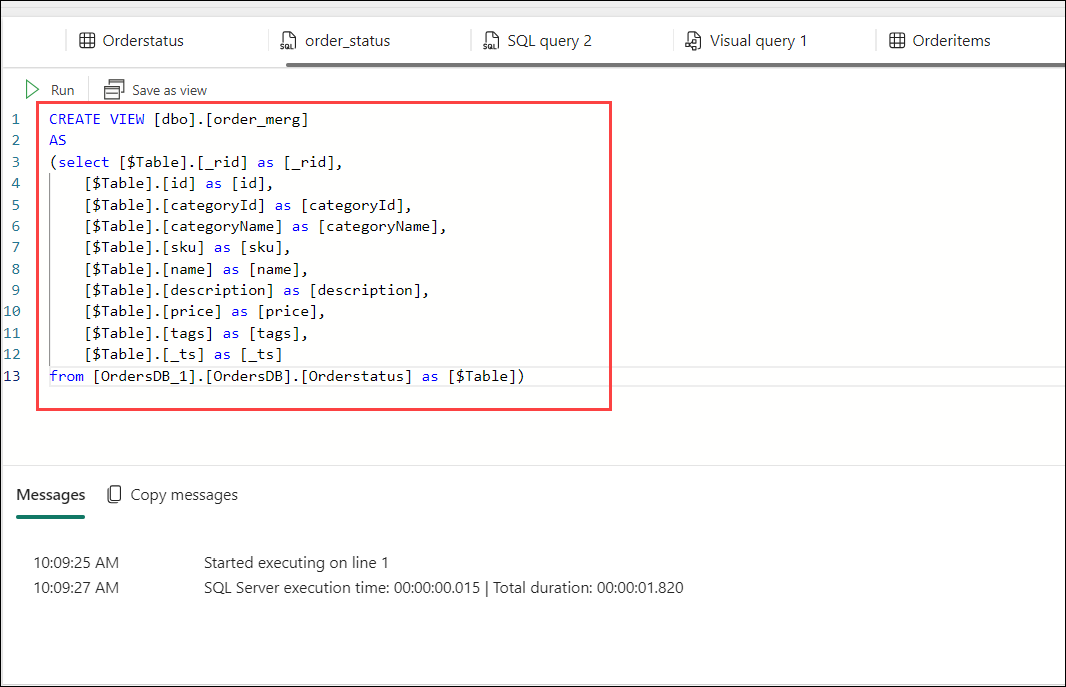 Orderstatus order_status SQL query 2 Visual query 1 Orderitems
Run Save as view
1 CREATE VIEW [dbo].[order_merg]
2 AS
3 (select [$Table].[_rid] as [_rid],
4 [$Table].[id] as [id],
5 [$Table].[categoryId] as [categoryId],
6 [$Table].[categoryName] as [categoryName],
7 [$Table].[sku] as [sku],
8 [$Table].[name] as [name],
9 [$Table].[description] as [description],
10 [$Table].[price] as [price],
11 [$Table].[tags] as [tags],
12 [$Table].[_ts] as [_ts]
13 from [OrdersDB_1].[OrdersDB].[Orderstatus] as [$Table])
Messages Copy messages
10:09:25 AM Started executing on line 1
10:09:27 AM SQL Server execution time: 00:00:00.015 | Total duration: 00:00:01.820